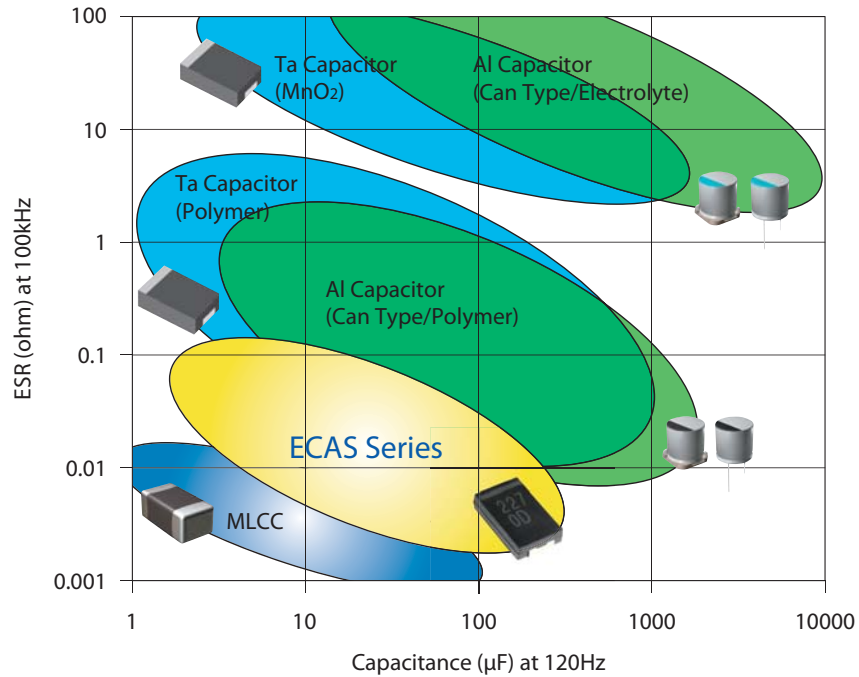 100
10
1
0.1
0.01
0.001
ESR (ohm) at 100kHz
Ta Capacitor
(MnO2)
Al Capacitor
(Can Type/Electrolyte)
Ta Capacitor
(Polymer)
Al Capacitor
(Can Type/Polymer)
ECAS Series
MLCC
227
0D
1
10
100
1000
10000
Capacitance (µF) at 120Hz